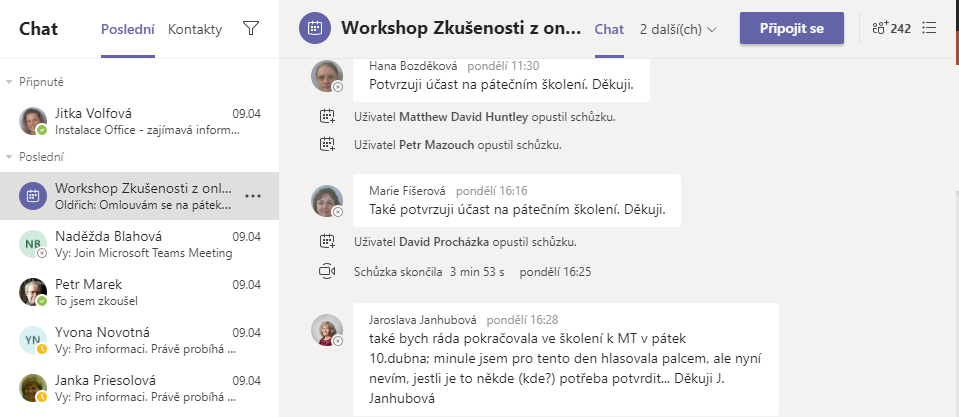 Chat
Poslední
Kontakty
Připnuté
Jitka Volfová 09.04
Instalace Office - zajímavá inform...
Poslední
Workshop Zkušenosti z onl...
Oldřich: Omlouvám se na pátek...
NB
Naděžda Blahová 09.04
Vy: Join Microsoft Teams Meeting
Petr Marek 09.04
To jsem zkoušel
YN
Yvona Novotná 09.04
Vy: Pro informaci. Právě probíhá ...
Janka Priesolová 09.04
Vy: Pro informaci. Právě probíhá ...
Workshop Zkušenosti z on...
Chat
2 další(ch)
Připojit se
242
Hana Bozděková pondělí 11:30
Potvrzuji účast na pátečním školení. Děkuji.
Uživatel Matthew David Huntley opustil schůzku.
Uživatel Petr Mazouch opustil schůzku.
Marie Fišerová pondělí 16:16
Také potvrzuji účast na pátečním školení. Děkuji.
Uživatel David Procházka opustil schůzku.
Schůzka skončila 3 min 53 s pondělí 16:25
Jaroslava Janhubová pondělí 16:28
také bych ráda pokračovala ve školení k MT v pátek
10.dubna; minule jsem pro tento den hlasovala palcem, ale nyní
nevím, jestli je to někde (kde?) potřeba potvrdit... Děkuji J.
Janhubová